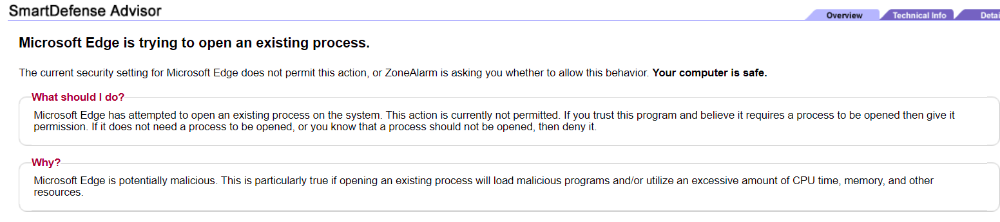 SmartDefense Advisor
Overview
Technical Info
Microsoft Edge is trying to open an existing process.
The current security setting for Microsoft Edge does not permit this action, or ZoneAlarm is asking you whether to allow this behavior. Your computer is safe.
What should I do?
Microsoft Edge has attempted to open an existing process on the system. This action is currently not permitted. If you trust this program and believe it requires a process to be opened then give it
permission. If it does not need a process to be opened, or you know that a process should not be opened, then deny it.
Why?
Microsoft Edge is potentially malicious. This is particularly true if opening an existing process will load malicious programs and/or utilize an excessive amount of CPU time, memory, and other
resources.